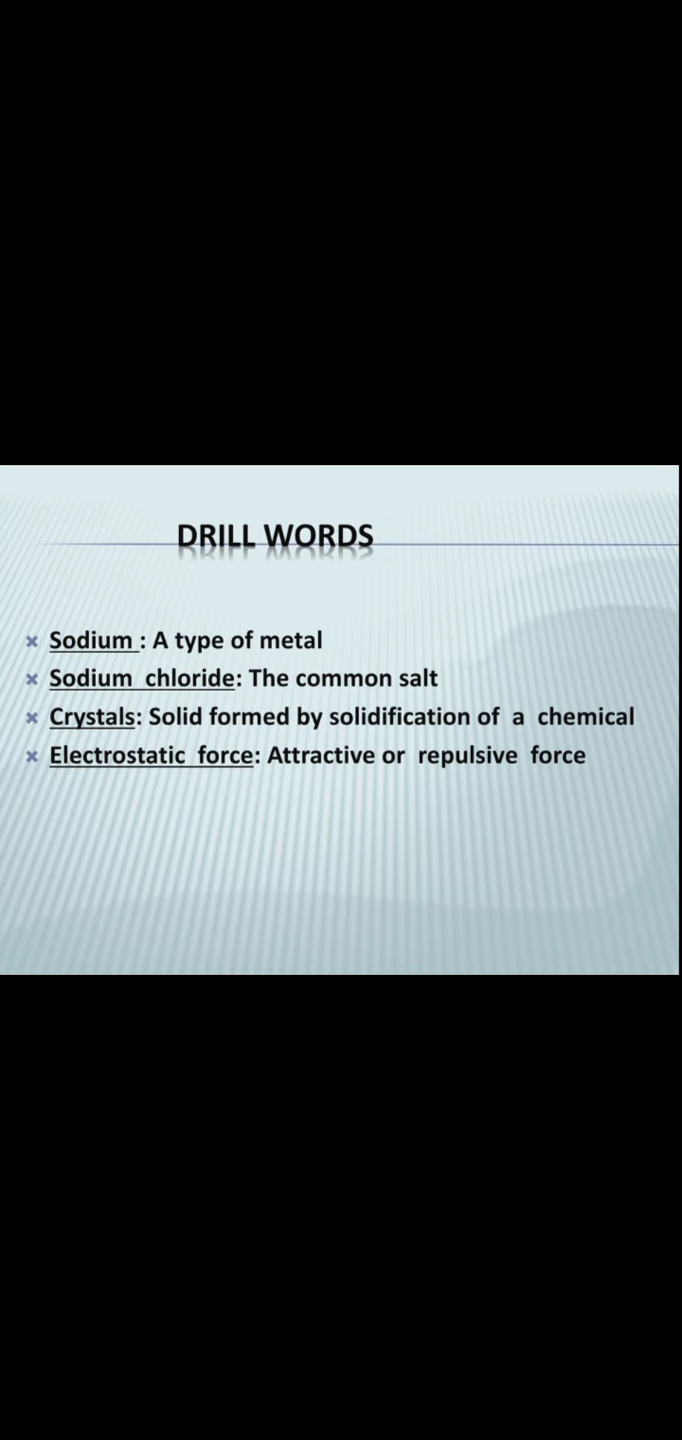 DRILL WORDS
Sodium : A type of metal
Sodium chloride: The common salt
Crystals: Solid formed by solidification of a chemical
Electrostatic force: Attractive or repulsive force